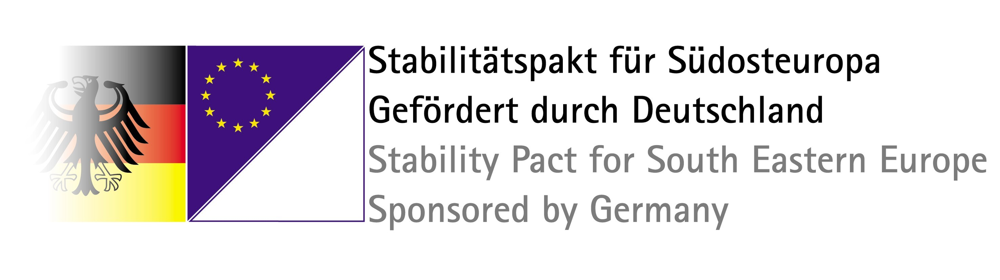 Stabilitätspakt für Südosteuropa
Gefördert durch Deutschland
Stability Pact for South Eastern Europe
Sponsored by Germany